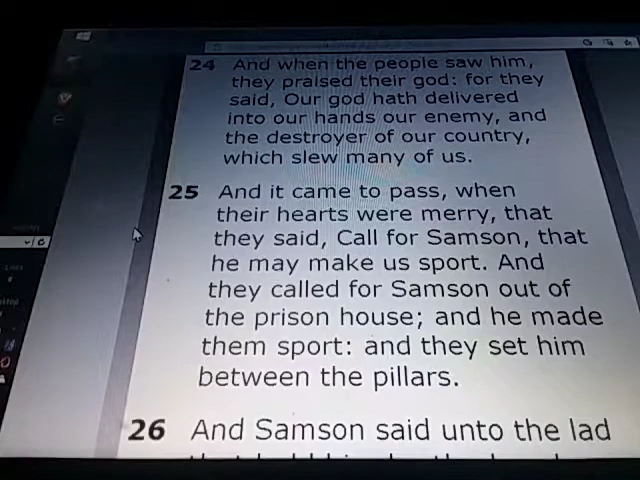 24 And when the people saw him,
they praised their god: for they
said, Our god hath delivered
into our hands our enemy, and
the destroyer of our country,
which slew many of us.
25 And it came to pass, when
their hearts were merry, that
they said, Call for Samson, that
he may make us sport. And
they called for Samson out of
the prison house; and he made
them sport: and they set him
between the pillars.
26 And Samson said unto the lad